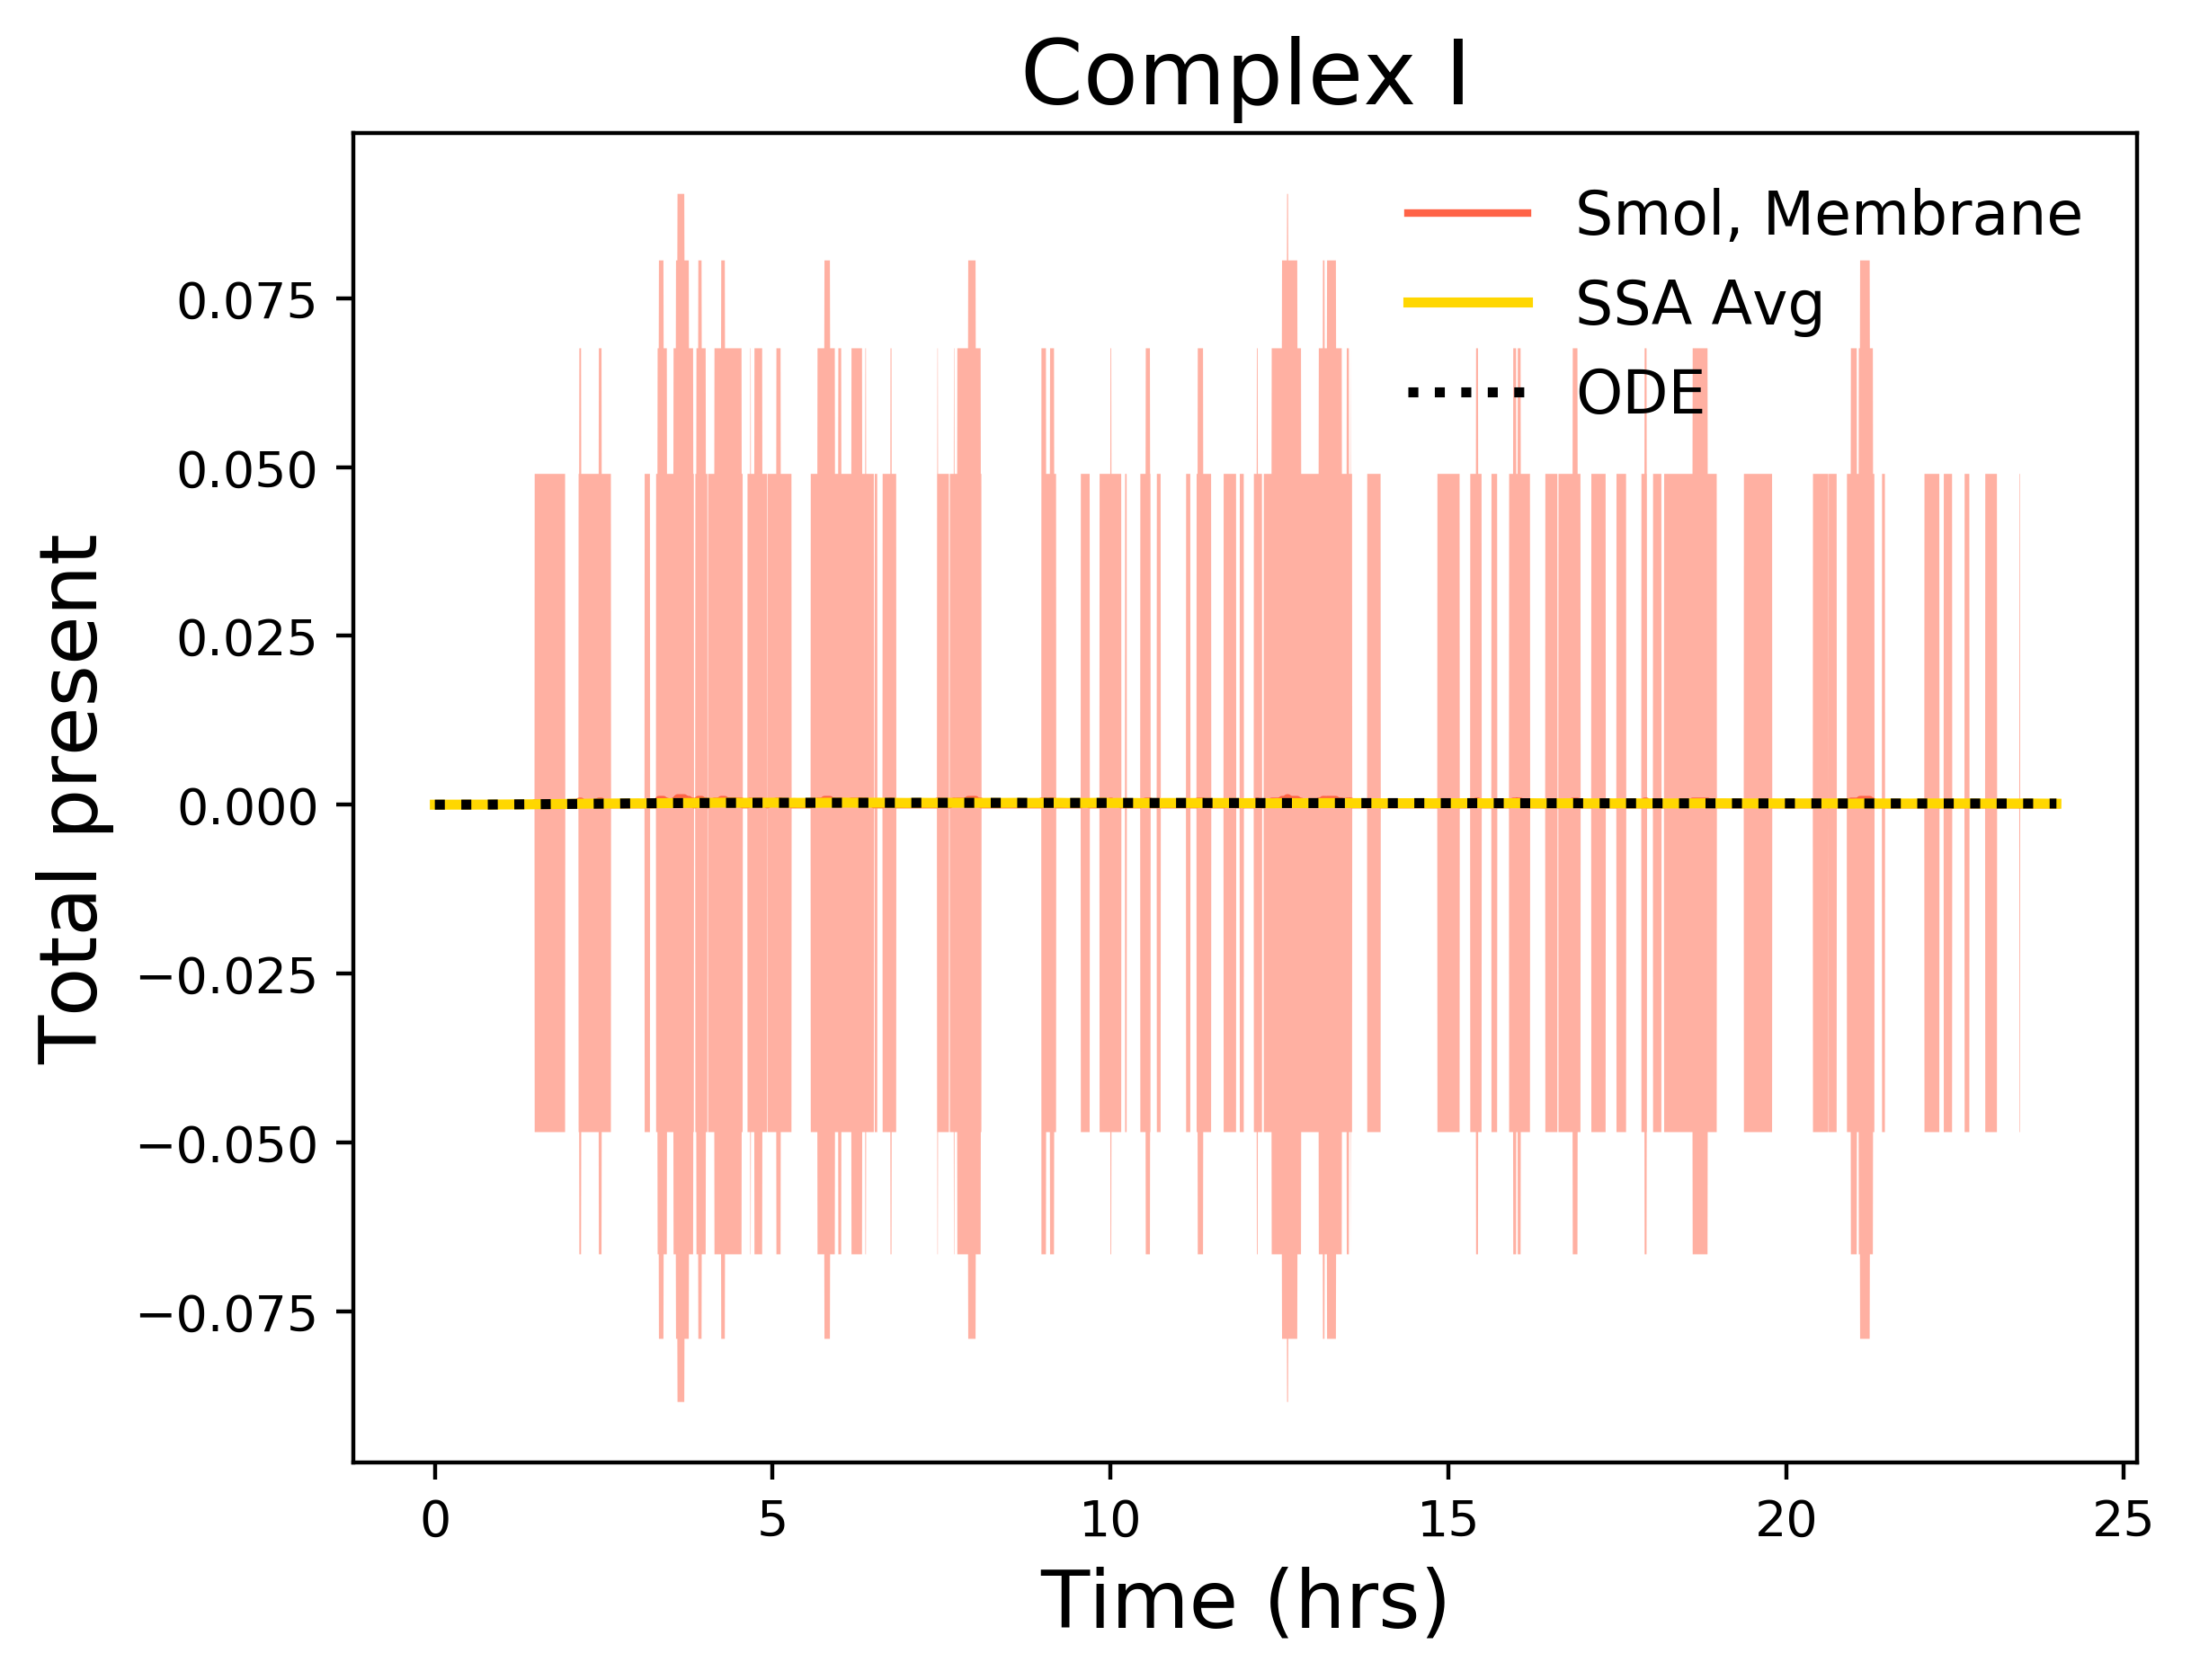 Complex I
Smol, Membrane
SSA Avg
ODE
Total present
0.075
0.050
0.025
0.000
−0.025
−0.050
−0.075
0 5 10 15 20 25
Time (hrs)